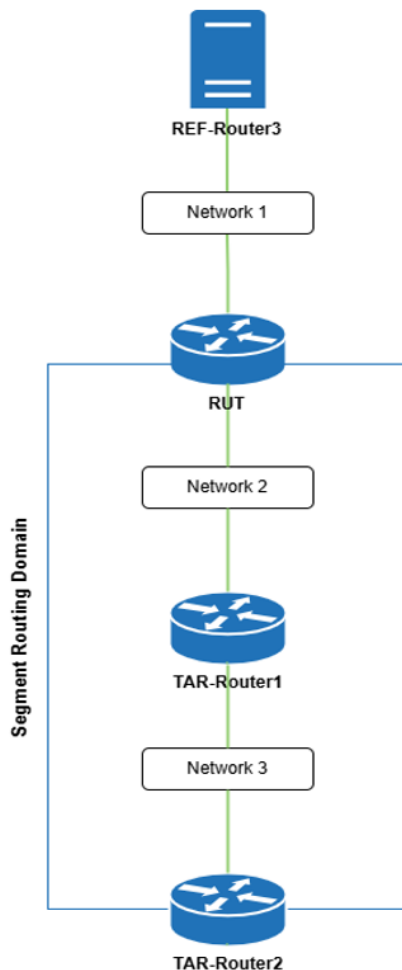 REF-Router3
Network 1
RUT
Network 2
Segment Routing Domain
TAR-Router1
Network 3
TAR-Router2